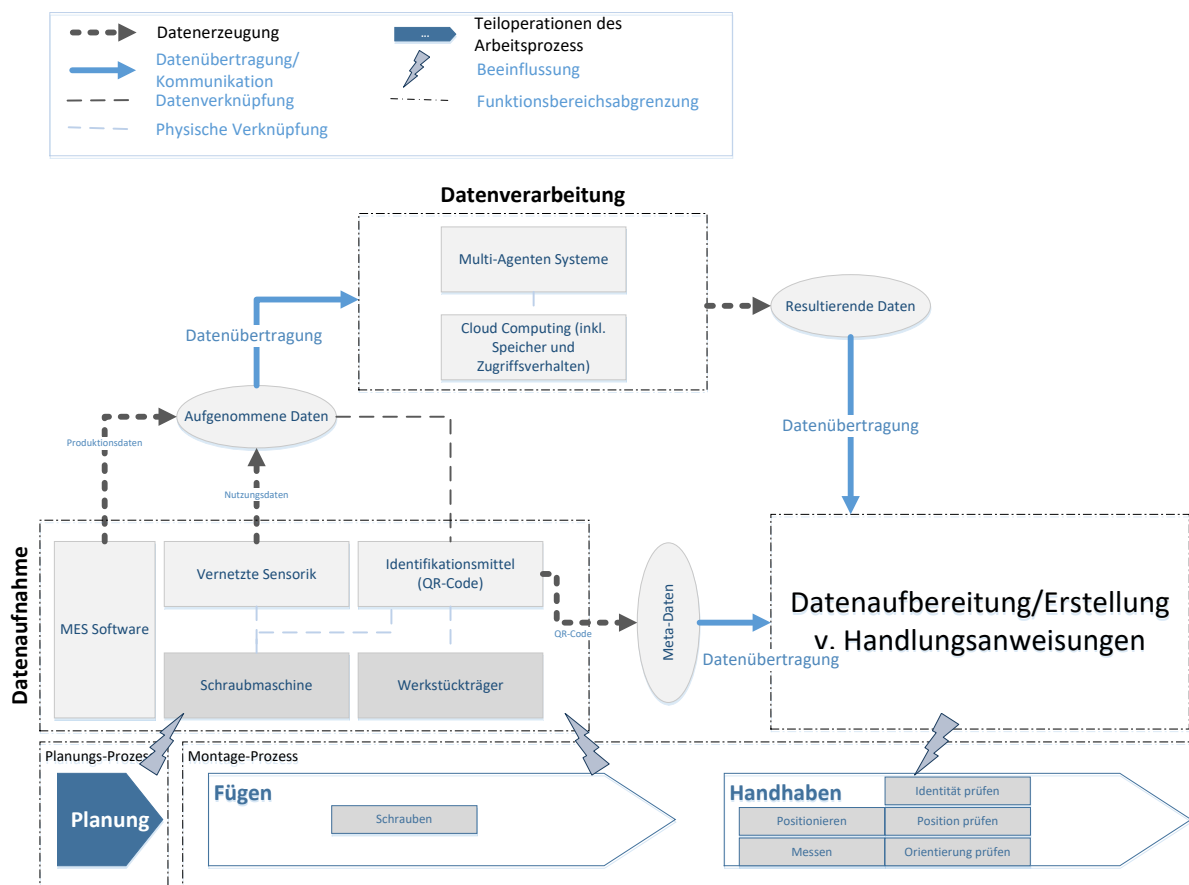 Datenerzeugung
Datenübertragung/
Kommunikation
Datenverknüpfung
Physische Verknüpfung
...
Teiloperationen des
Arbeitsprozess
Beeinflussung
Funktionsbereichsabgrenzung
Datenverarbeitung
Multi-Agenten Systeme
Cloud Computing (inkl.
Speicher und
Zugriffsverhalten)
Resultierende Daten
Datenübertragung
Aufgenommene Daten
Datenübertragung
Produktionsdaten
Nutzungsdaten
Datenaufnahme
MES Software
Vernetzte Sensorik
Identifikationsmittel
(QR-Code)
Schraubmaschine
Werkstückträger
QR-Code
Meta-Daten
Datenübertragung
Datenaufbereitung/Erstellung
v. Handlungsanweisungen
Planungs-Prozess
Planung
Montage-Prozess
Fügen
Schrauben
Handhaben
Identität prüfen
Positionieren
Position prüfen
Messen
Orientierung prüfen